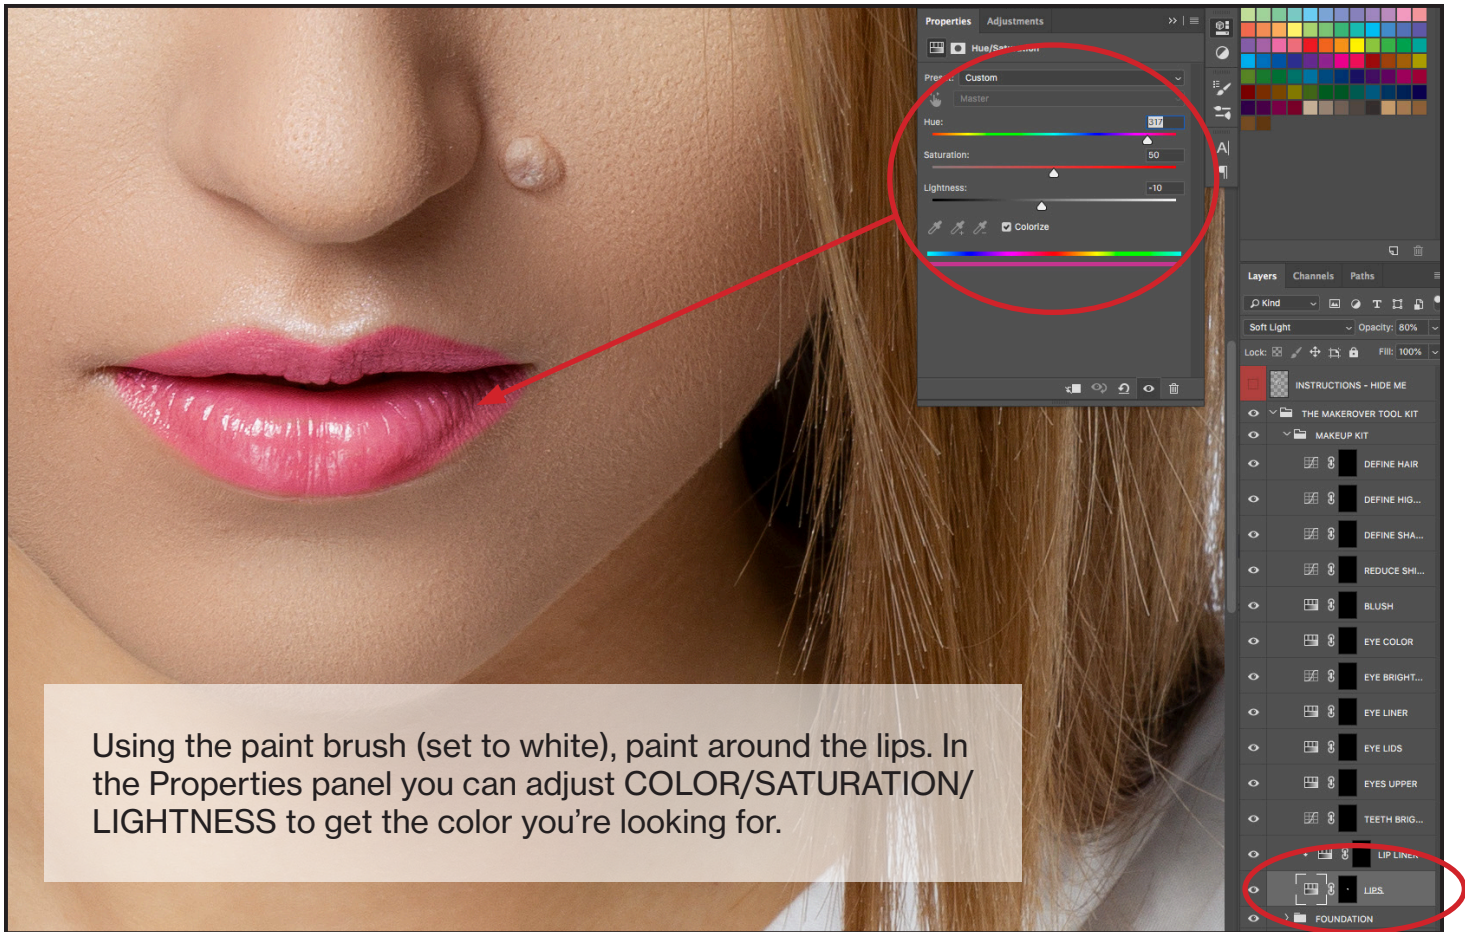 Properties Adjustments
Hue/Saturation
Preset: Custom
Master
Hue: 317
Saturation: 50
Lightness: -10
Colorize
Layers Channels Paths
Kind
Soft Light Opacity: 80%
Lock: Fill: 100%
INSTRUCTIONS - HIDE ME
THE MAKEROVER TOOL KIT
MAKEUP KIT
DEFINE HAIR
DEFINE HIG...
DEFINE SHA...
REDUCE SHI...
BLUSH
EYE COLOR
EYE BRIGHT...
EYE LINER
EYE LIDS
EYES UPPER
TEETH BRIG...
LIP LINER
LIPS
FOUNDATION
Using the paint brush (set to white), paint around the lips. In
the Properties panel you can adjust COLOR/SATURATION/
LIGHTNESS to get the color you’re looking for.